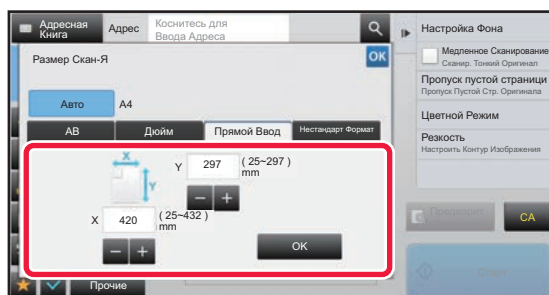 Адресная
Книга
Адрес
Коснитесь для
Ввода Адреса
Размер Скан-Я
OK
Авто
A4
AB
Дюйм
Прямой Ввод
Нестандарт Формат
X
Y
Y
297
( 25~297 )
mm
X
420
( 25~432 )
mm
OK
Прочие
Настройка Фона
Медленное Сканирование
Сканир. Тонкий Оригинал
Пропуск пустой страници
Пропуск Пустой Стр. Оригинала
Цветной Режим
Резкость
Настроить Контур Изображения
CA
Старт